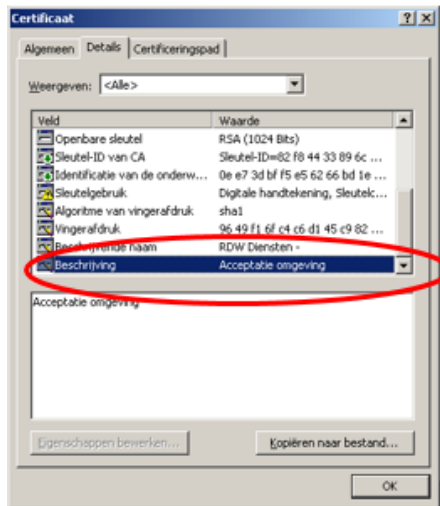 Certificaat
Algemeen Details Certificeringspad
Weergeven: <Alle>
Veld Waarde
Openbare sleutel RSA (1024 Bits)
Sleutel-ID van CA Sleutel-ID=82 f8 44 33 89 6c ...
Identificatie van de onderw... 0e e7 3d bf f5 e5 62 66 bd 1e ...
Sleutelgebruik Digitale handtekening, Sleutelc...
Algoritme van vingerafdruk sha1
Vingerafdruk 96 49 f1 6f c4 c6 d1 45 c9 82 ...
Beschrijvende naam RDW Diensten -
Beschrijving Acceptatie omgeving
Acceptatie omgeving
Eigenschappen bewerken... Kopiëren naar bestand...
OK